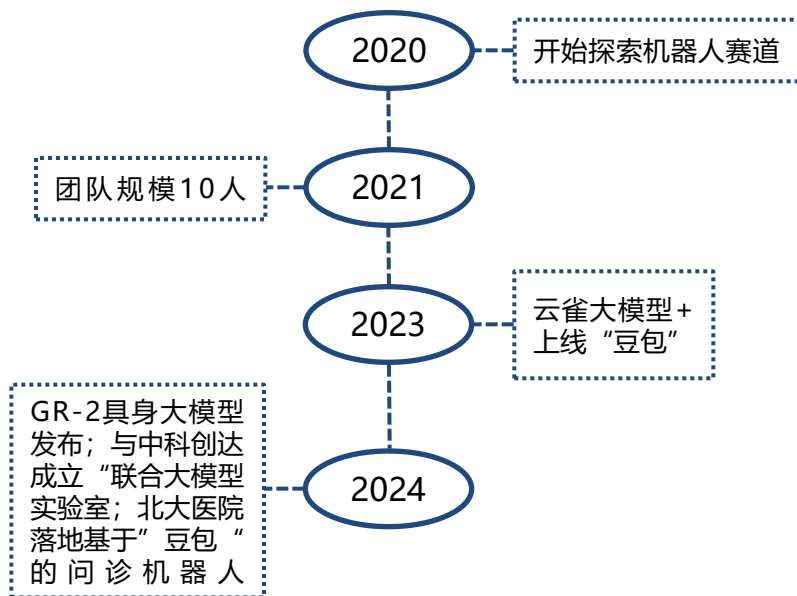 2020
开始探索机器人赛道
团队规模10人
2021
2023
云雀大模型+
上线“豆包”
GR-2具身大模型
发布；与中科创达
成立“联合大模型
实验室；北大医院
落地基于”豆包“
的问诊机器人
2024